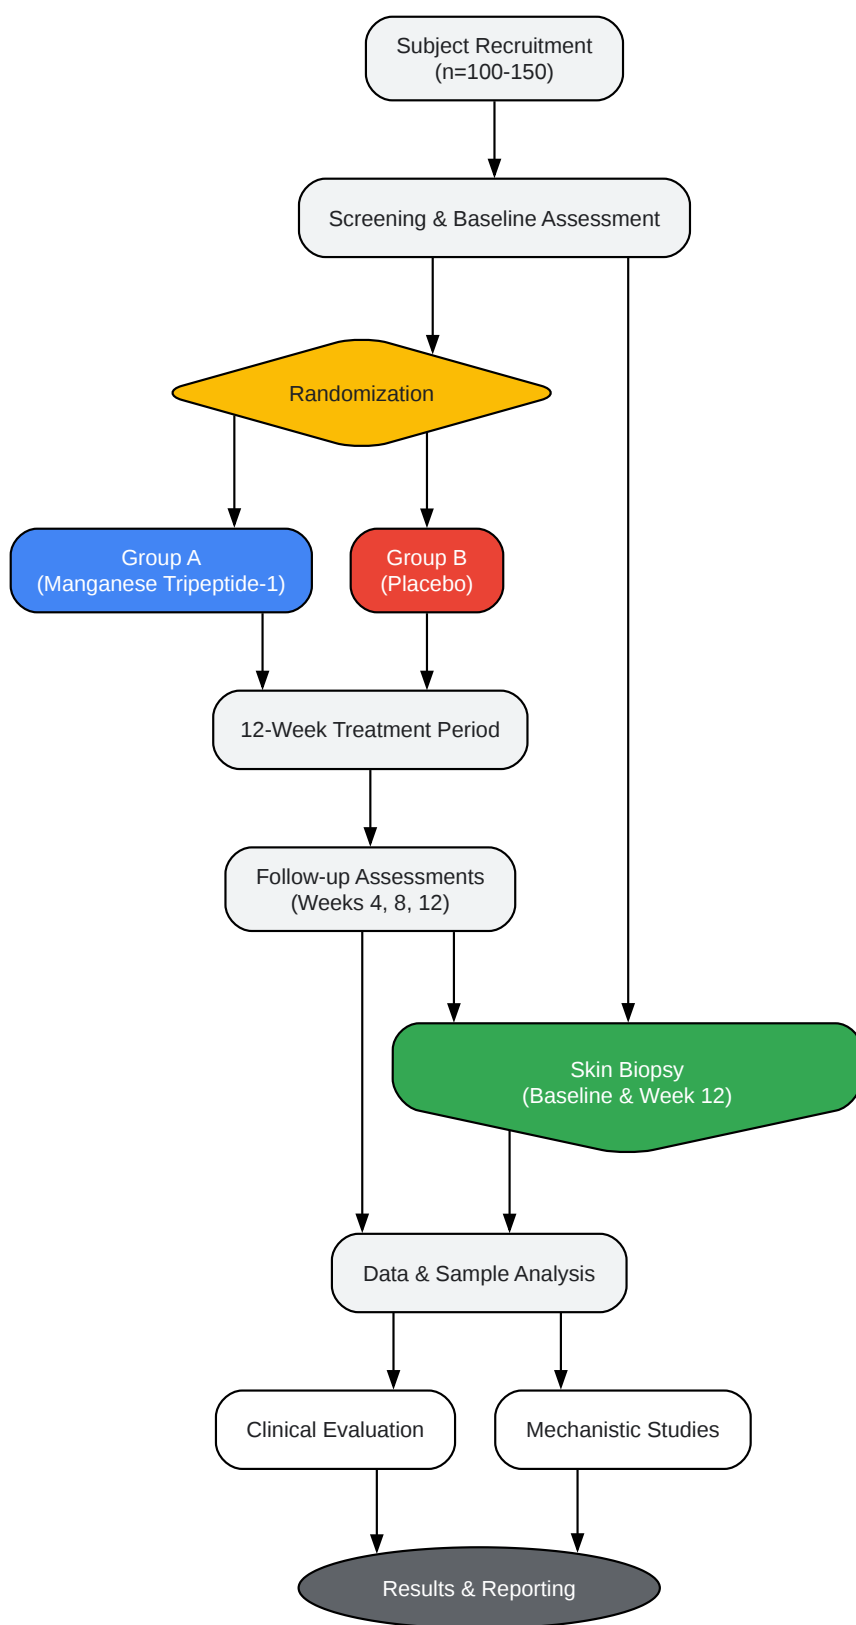 Subject Recruitment
(n=100-150)
Screening & Baseline Assessment
Randomization
Group A
(Manganese Tripeptide-1)
Group B
(Placebo)
12-Week Treatment Period
Follow-up Assessments
(Weeks 4, 8, 12)
Skin Biopsy
(Baseline & Week 12)
Data & Sample Analysis
Clinical Evaluation
Mechanistic Studies
Results & Reporting